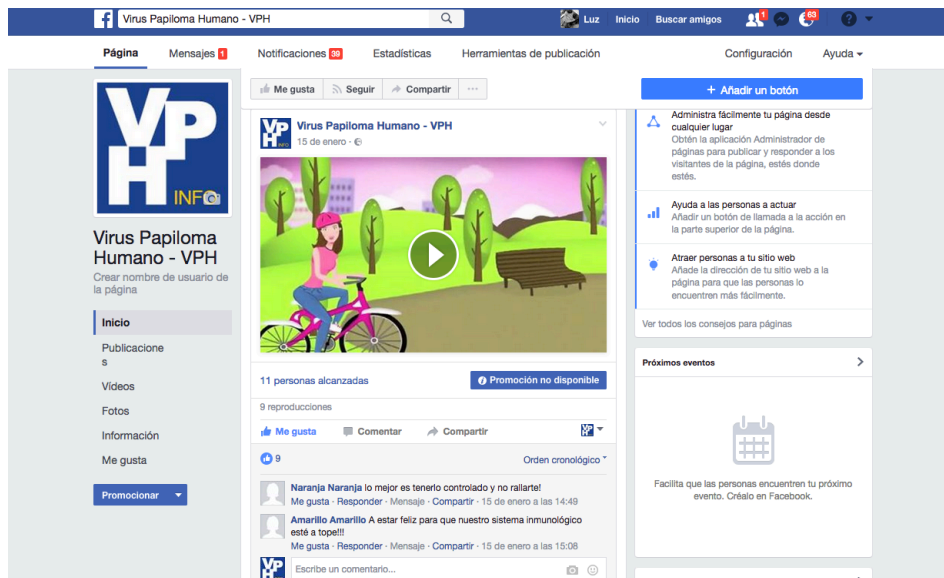 Virus Papiloma Humano - VPH
Luz Inicio Buscar amigos 1 63
Página Mensajes 1 Notificaciones 39 Estadísticas Herramientas de publicación Configuración Ayuda
VPH
INFO
Virus Papiloma
Humano - VPH
Crear nombre de usuario de
la página
Inicio
Publicacione
s
Vídeos
Fotos
Información
Me gusta
Promocionar
Me gusta Seguir Compartir ...
VPH INFO
Virus Papiloma Humano - VPH
15 de enero ·
11 personas alcanzadas
Promoción no disponible
9 reproducciones
Me gusta Comentar Compartir
VPH
9
Orden cronológico
Naranja Naranja lo mejor es tenerlo controlado y no rallarte!
Me gusta · Responder · Mensaje · Compartir · 15 de enero a las 14:49
Amarillo Amarillo A estar feliz para que nuestro sistema inmunológico
esté a tope!!!
Me gusta · Responder · Mensaje · Compartir · 15 de enero a las 15:08
VPH
Escribe un comentario...
+ Añadir un botón
Administra fácilmente tu página desde
cualquier lugar
Obtén la aplicación Administrador de
páginas para publicar y responder a los
visitantes de la página, estés donde
estés.
Ayuda a las personas a actuar
Añadir un botón de llamada a la acción en
la parte superior de la página.
Atraer personas a tu sitio web
Añade la dirección de tu sitio web a la
página para que las personas lo
encuentren más fácilmente.
Ver todos los consejos para páginas
Próximos eventos
Facilita que las personas encuentren tu próximo
evento. Créalo en Facebook.